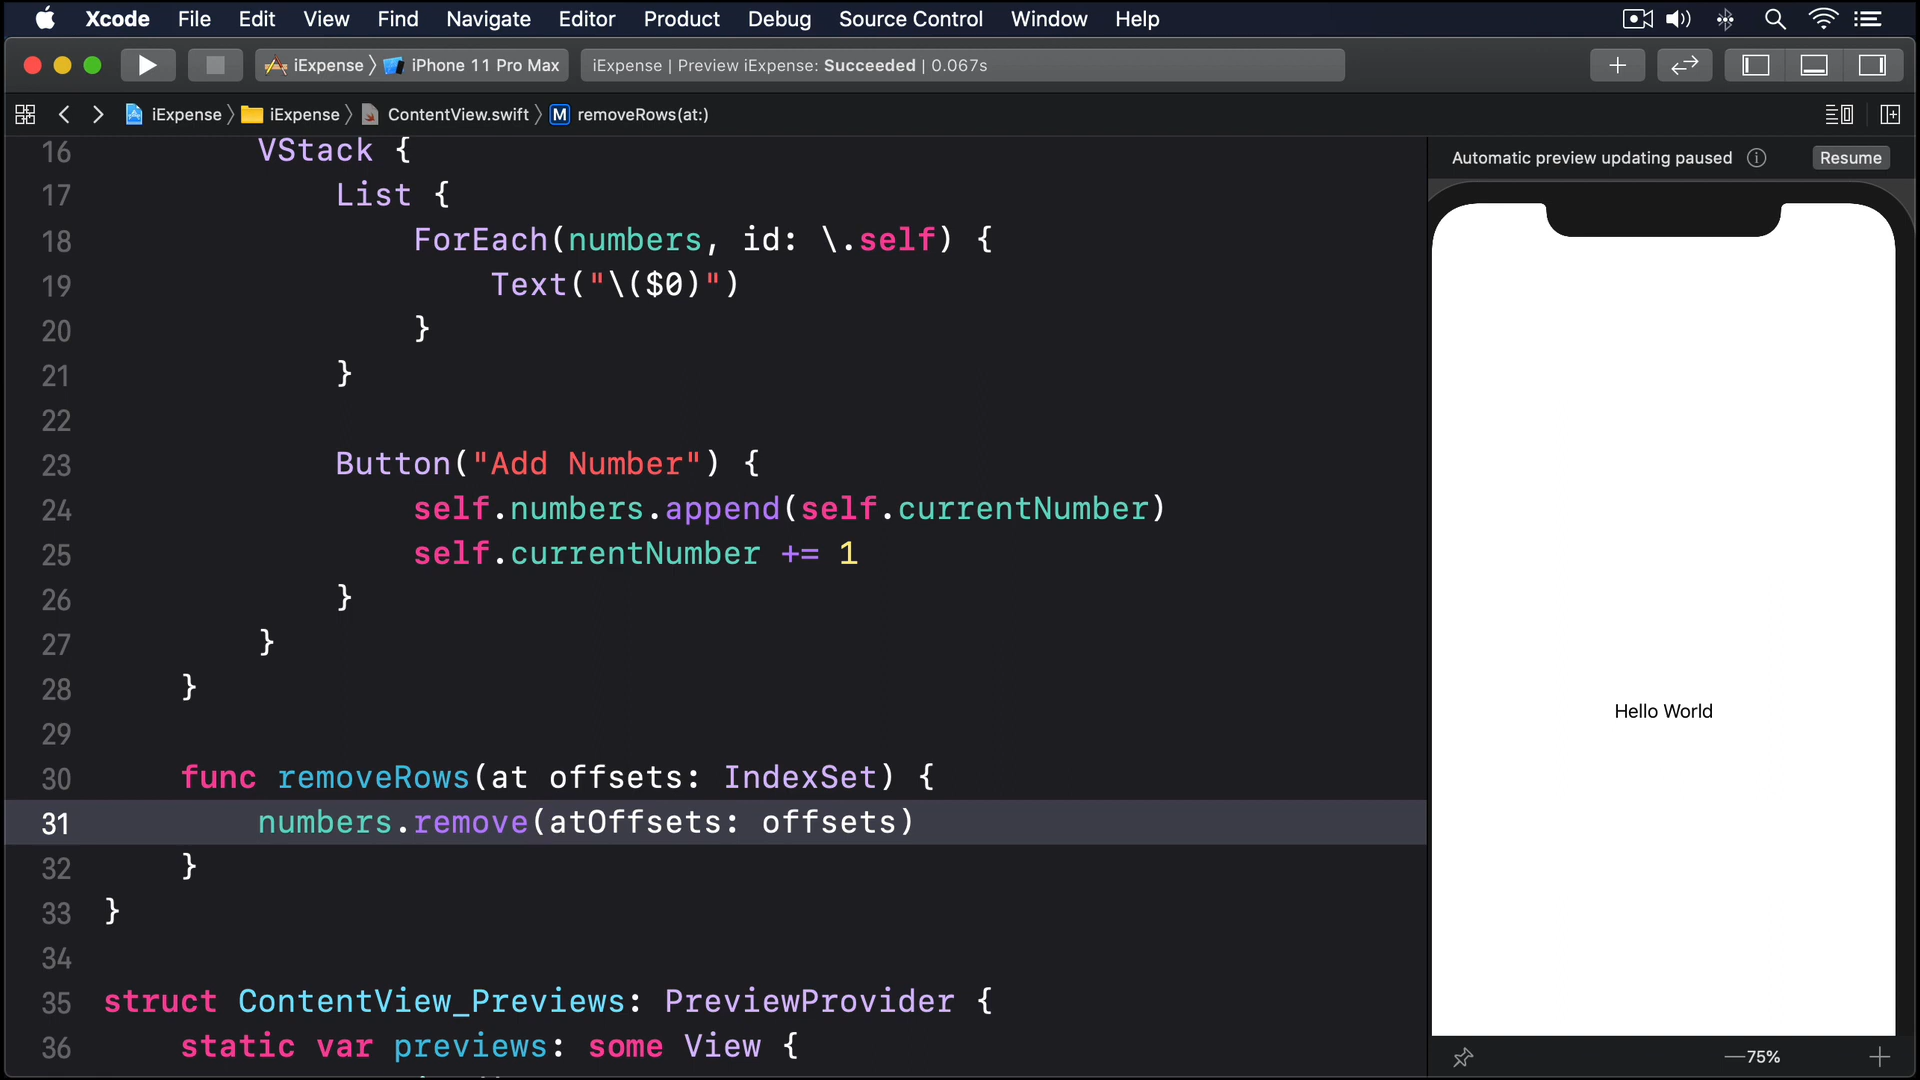 Xcode File Edit View Find Navigate Editor Product Debug Source Control Window Help
iExpense 〉 iPhone 11 Pro Max iExpense | Preview iExpense: Succeeded | 0.067s
iExpense 〉 iExpense 〉 ContentView.swift 〉 M removeRows(at:)
Automatic preview updating paused Resume
16 VStack {
17 List {
18 ForEach(numbers, id: \.self) {
19 Text("\($0)")
20 }
21 }
22
23 Button("Add Number") {
24 self.numbers.append(self.currentNumber)
25 self.currentNumber += 1
26 }
27 }
28 }
29
30 func removeRows(at offsets: IndexSet) {
31 numbers.remove(atOffsets: offsets)
32 }
33 }
34
35 struct ContentView_Previews: PreviewProvider {
36 static var previews: some View {
Hello World
75%